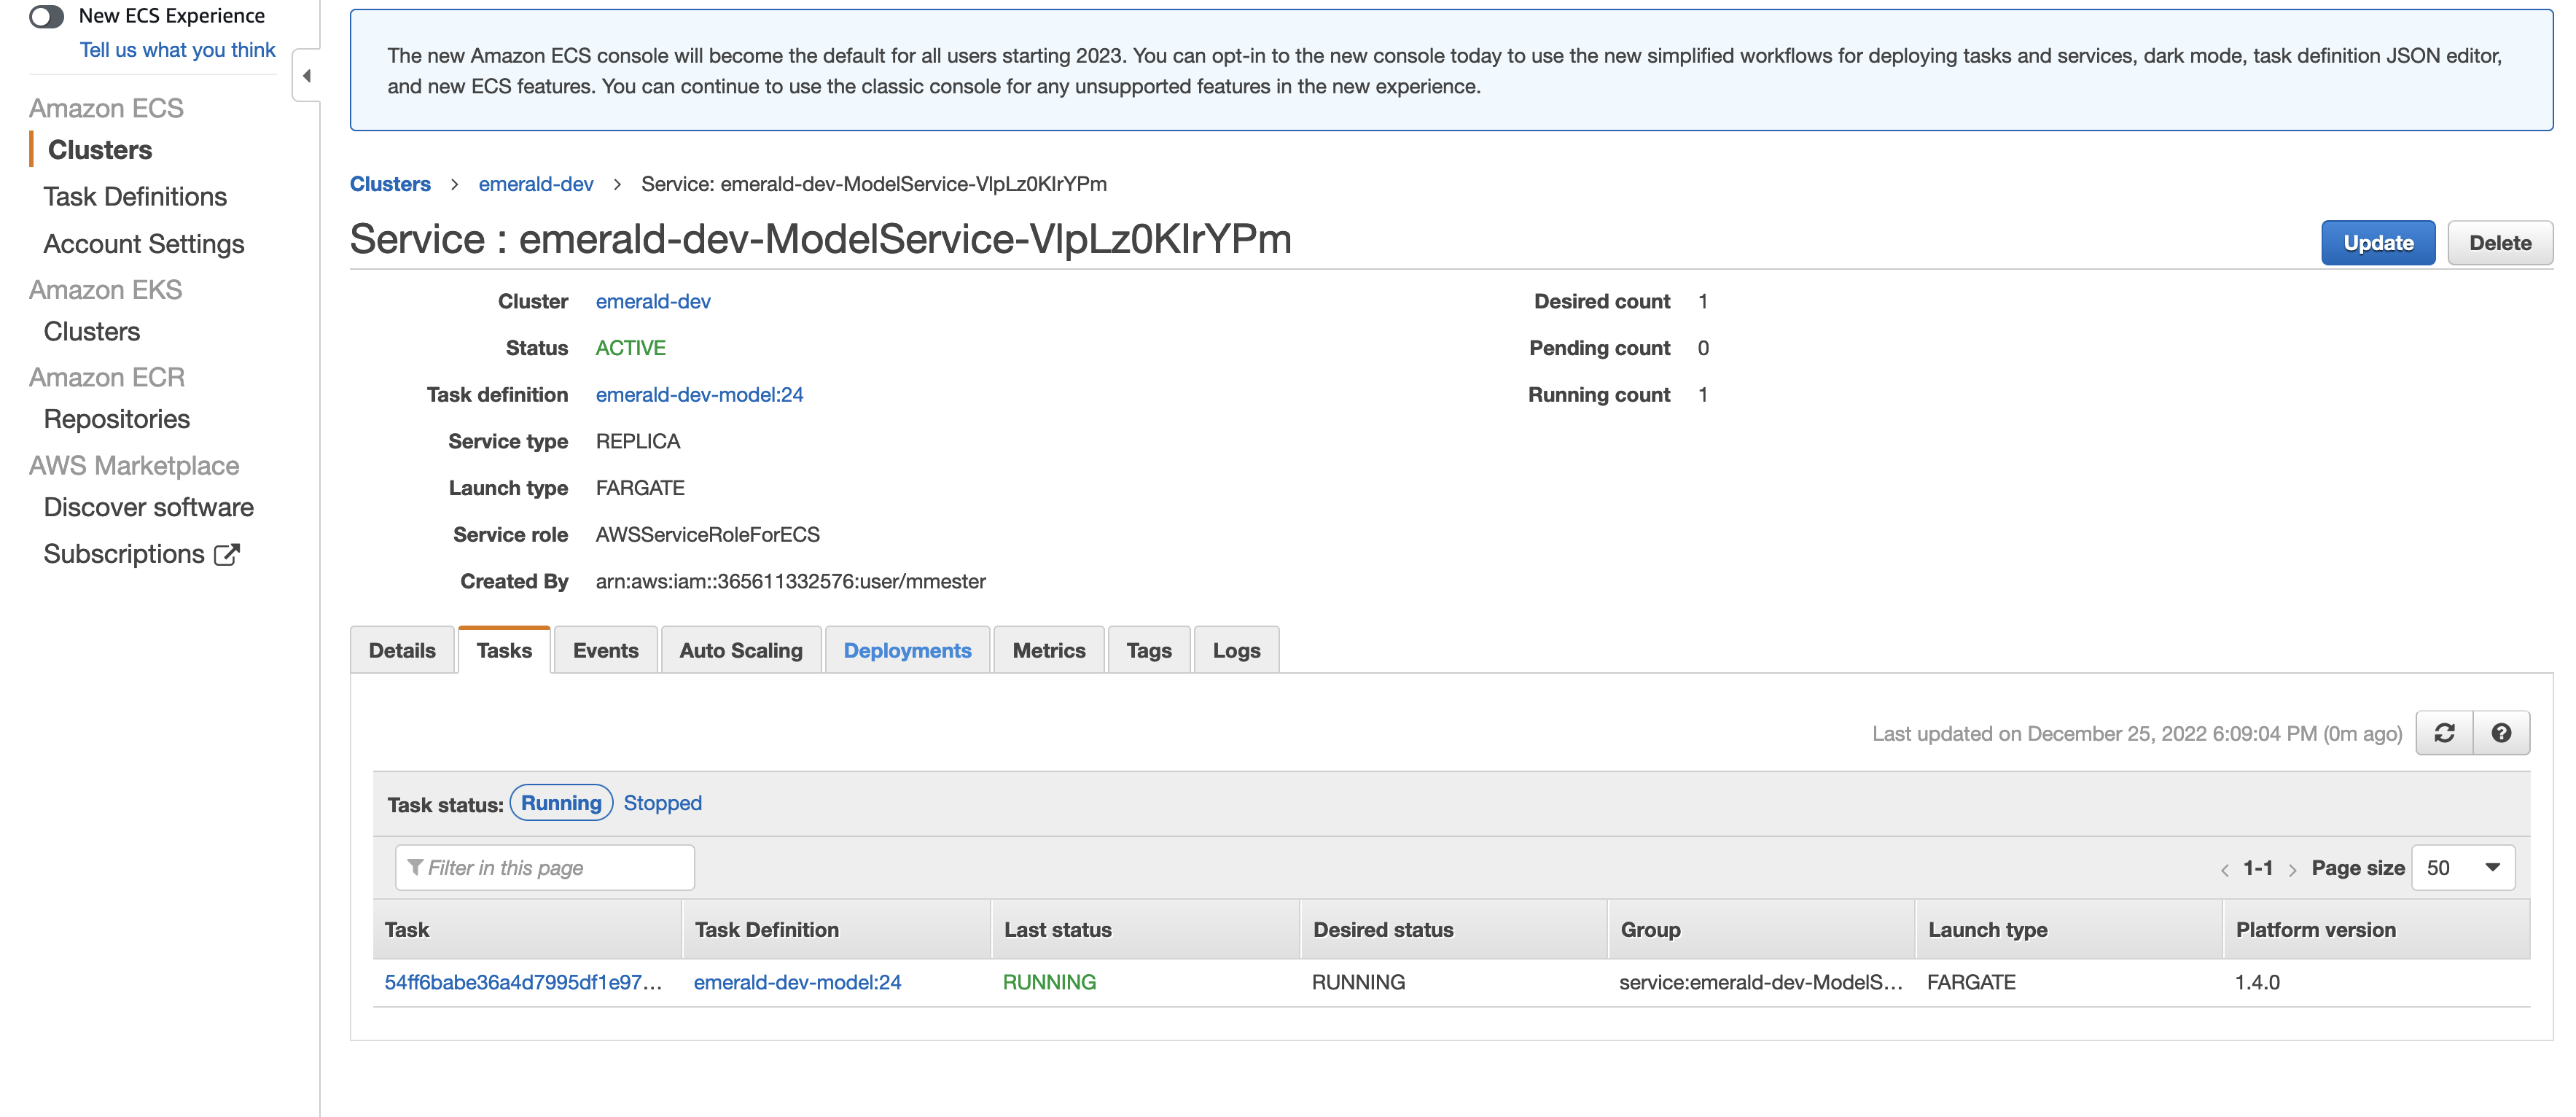 New ECS Experience
Tell us what you think
Amazon ECS
Clusters
Task Definitions
Account Settings
Amazon EKS
Clusters
Amazon ECR
Repositories
AWS Marketplace
Discover software
Subscriptions
The new Amazon ECS console will become the default for all users starting 2023. You can opt-in to the new console today to use the new simplified workflows for deploying tasks and services, dark mode, task definition JSON editor,
and new ECS features. You can continue to use the classic console for any unsupported features in the new experience.
Clusters > emerald-dev > Service: emerald-dev-ModelService-VlpLz0KlrYPm
Service : emerald-dev-ModelService-VlpLz0KlrYPm
Update Delete
Cluster emerald-dev
Status ACTIVE
Task definition emerald-dev-model:24
Service type REPLICA
Launch type FARGATE
Service role AWSServiceRoleForECS
Created By arn:aws:iam::365611332576:user/mmester
Desired count 1
Pending count 0
Running count 1
Details Tasks Events Auto Scaling Deployments Metrics Tags Logs
Last updated on December 25, 2022 6:09:04 PM (0m ago)
Task status: Running Stopped
Filter in this page
< 1-1 > Page size 50
Task Task Definition Last status Desired status Group Launch type Platform version
54ff6babe36a4d7995df1e97... emerald-dev-model:24 RUNNING RUNNING service:emerald-dev-ModelS... FARGATE 1.4.0